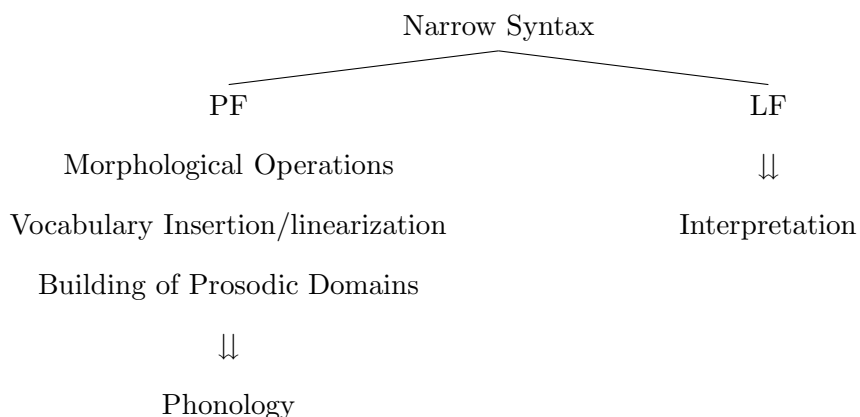 Narrow Syntax
PF LF
Morphological Operations ⇊
Vocabulary Insertion/linearization Interpretation
Building of Prosodic Domains
⇊
Phonology